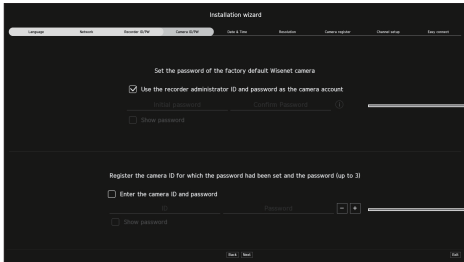 Installation wizard
Language Network Recorder ID/PW Camera ID/PW Date & Time Resolution Camera register Channel setup Easy connect
Set the password of the factory default Wisenet camera
Use the recorder administrator ID and password as the camera account
Initial password Confirm Password
Show password
Register the camera ID for which the password had been set and the password (up to 3)
Enter the camera ID and password
ID Password − +
Show password
Back Next Exit